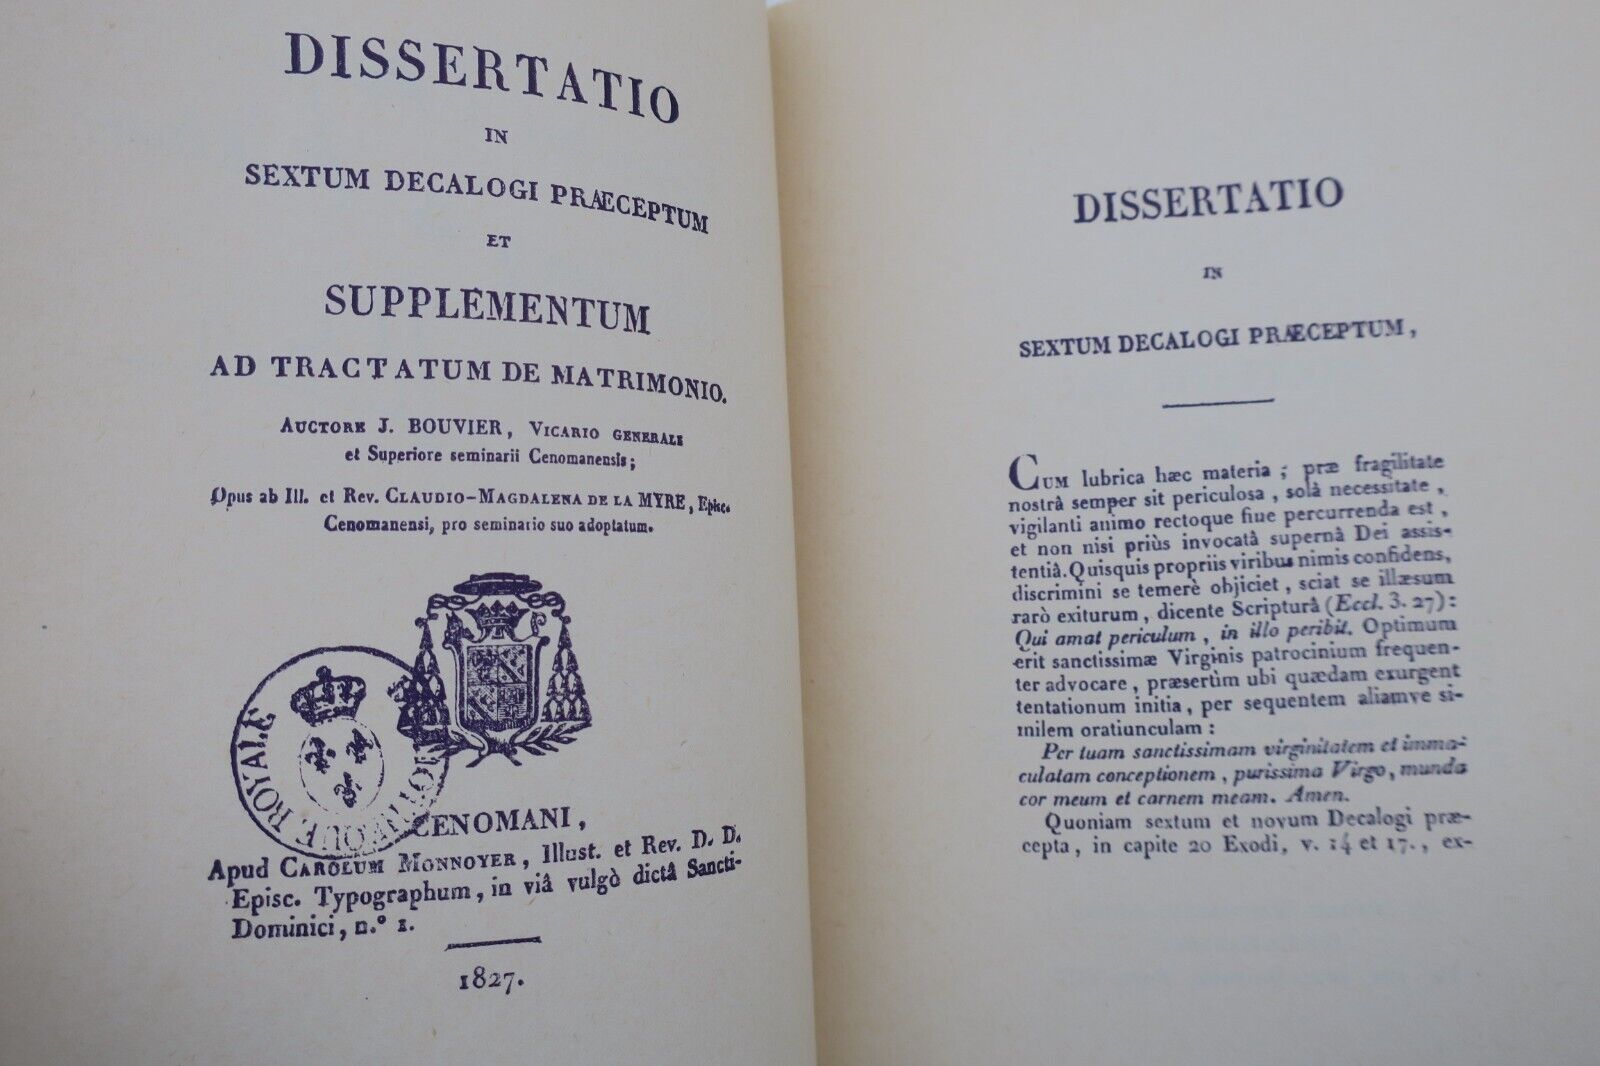 DISSERTATIO
IN
SEXTUM DECALOGI PRÆCEPTUM
ET
SUPPLEMENTUM
AD TRACTATUM DE MATRIMONIO.
AUCTORE J. BOUVIER, VICARIO GENERALE
et Superiore seminarii Cenomanensis;
Opus ab Ill. et Rev. CLAUDIO-MAGDALENA DE LA MYRE, Episc.
Cenomanensi, pro seminario suo adoptatum.
ROYALE
CENOMANI,
Apud CAROLUM MONNOYER, Illust. et Rev. D. D.
Episc. Typographum, in viâ vulgò dictâ Sancti-
Dominici, n.° 1.
1827.
DISSERTATIO
IN
SEXTUM DECALOGI PRÆCEPTUM,
CUM lubrica hæc materia; præ fragilitate
nostrâ semper sit periculosa, solâ necessitate,
vigilanti animo rectoque fine percurrenda est,
et non nisi priùs invocatâ supernâ Dei assis-
tentiâ. Quisquis propriis viribus nimis confidens,
discrimini se temerè objiciet, sciat se illæsum
rarò exiturum, dicente Scripturâ (Eccl. 3. 27):
Qui amat periculum, in illo peribit. Optimum
erit sanctissimæ Virginis patrocinium frequen-
ter advocare, præsertìm ubi quædam exurgent
tentationum initia, per sequentem aliamve si-
milem oratiunculam:
Per tuam sanctissimam virginitatem et imma-
culatam conceptionem, purissima Virgo, munda
cor meum et carnem meam. Amen.
Quoniam sextum et novum Decalogi præ-
cepta, in capite 20 Exodi, v. 14 et 17., ex-